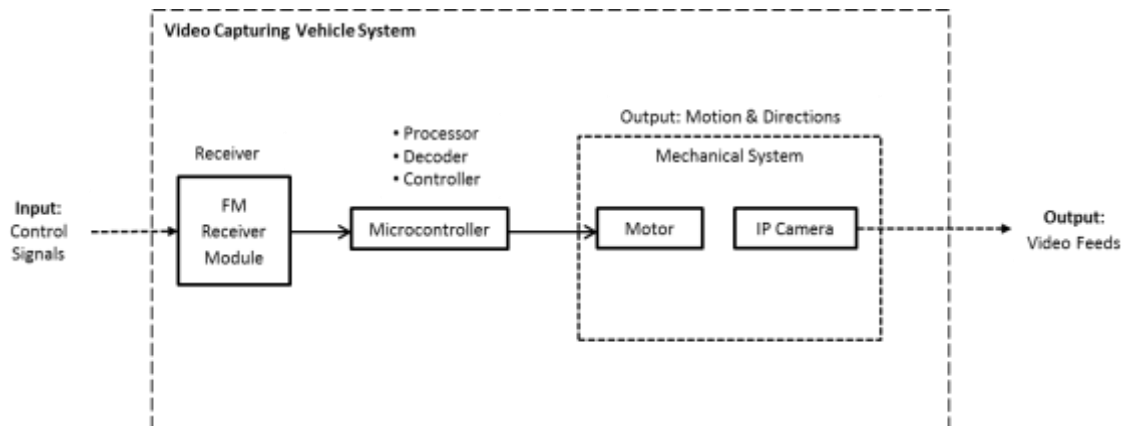 Video Capturing Vehicle System
Output: Motion & Directions
• Processor
• Decoder
• Controller
Mechanical System
Receiver
Input:
Control
Signals
FM
Receiver
Module
Microcontroller
Motor
IP Camera
Output:
Video Feeds